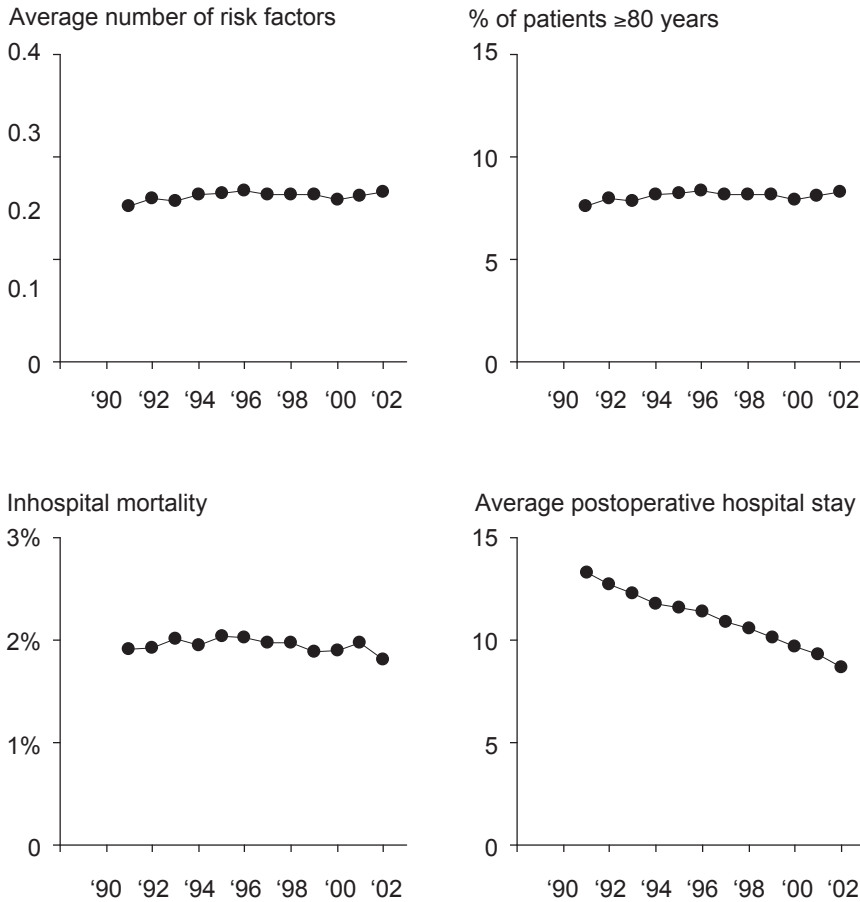 Average number of risk factors
0.4
0.3
0.2
0.1
0
‘90 ‘92 ‘94 ‘96 ‘98 ‘00 ‘02
% of patients ≥80 years
15
10
5
0
‘90 ‘92 ‘94 ‘96 ‘98 ‘00 ‘02
Inhospital mortality
3%
2%
1%
0
‘90 ‘92 ‘94 ‘96 ‘98 ‘00 ‘02
Average postoperative hospital stay
15
10
5
0
‘90 ‘92 ‘94 ‘96 ‘98 ‘00 ‘02